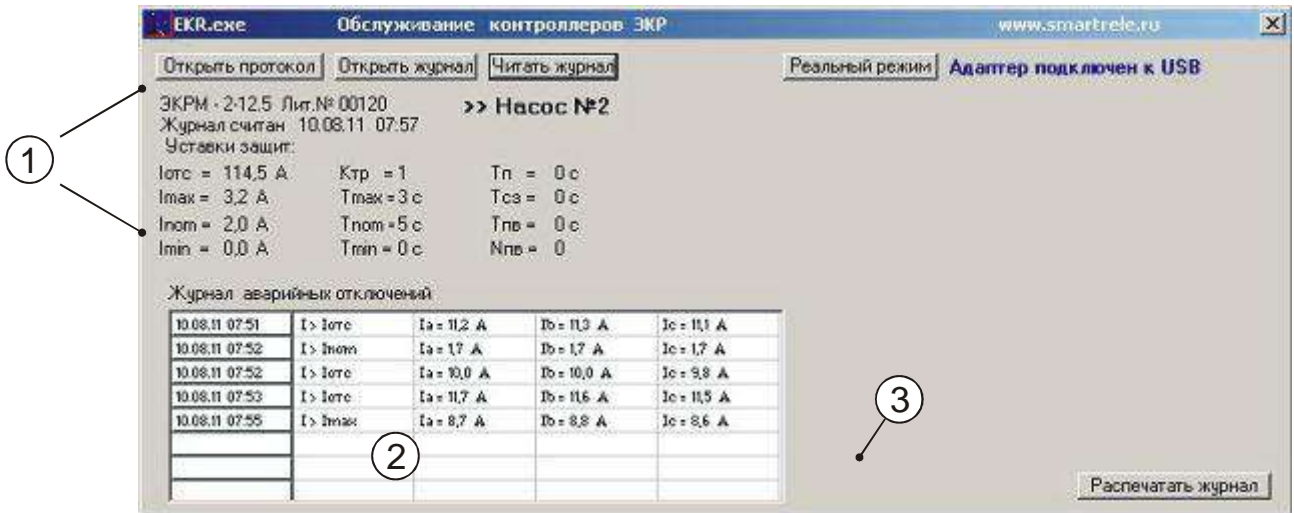 EKR.exe Обслуживание контроллеров ЭКР www.smartrele.ru
Открыть протокол Открыть журнал Читать журнал Реальный режим Адаптер подключен к USB
ЭКРМ - 2-12.5 Лит.№ 00120 >> Насос №2
Журнал считан 10.08.11 07:57
Уставки защит:
1
Iотс = 114,5 А Kтр = 1 Tп = 0 с
Imax = 3,2 А Tmax = 3 с Tсз = 0 с
Inom = 2,0 А Tnom = 5 с Tпв = 0 с
Imin = 0,0 А Tmin = 0 с Nпв = 0
Журнал аварийных отключений
10.08.11 07:51 I > Iотс Ia = 11,2 А Ib = 11,3 А Ic = 11,1 А
10.08.11 07:52 I > Inom Ia = 1,7 А Ib = 1,7 А Ic = 1,7 А
10.08.11 07:52 I > Iотс Ia = 10,0 А Ib = 10,0 А Ic = 9,8 А
10.08.11 07:53 I > Iотс Ia = 11,7 А Ib = 11,6 А Ic = 11,5 А
10.08.11 07:55 I > Imax Ia = 8,7 А Ib = 8,8 А Ic = 8,6 А
3
2
Распечатать журнал